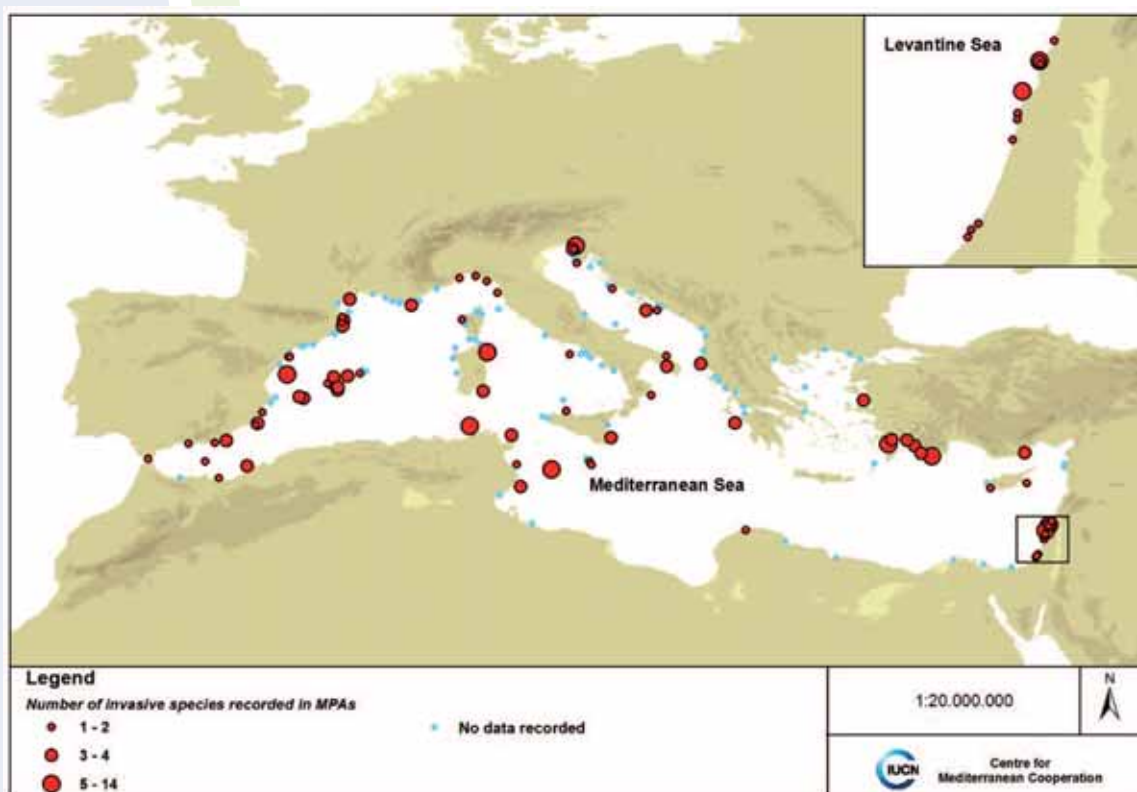 Levantine Sea
Mediterranean Sea
Legend
Number of invasive species recorded in MPAs
1 - 2
3 - 4
5 - 14
No data recorded
1:20.000.000
N
IUCN
Centre for
Mediterranean Cooperation